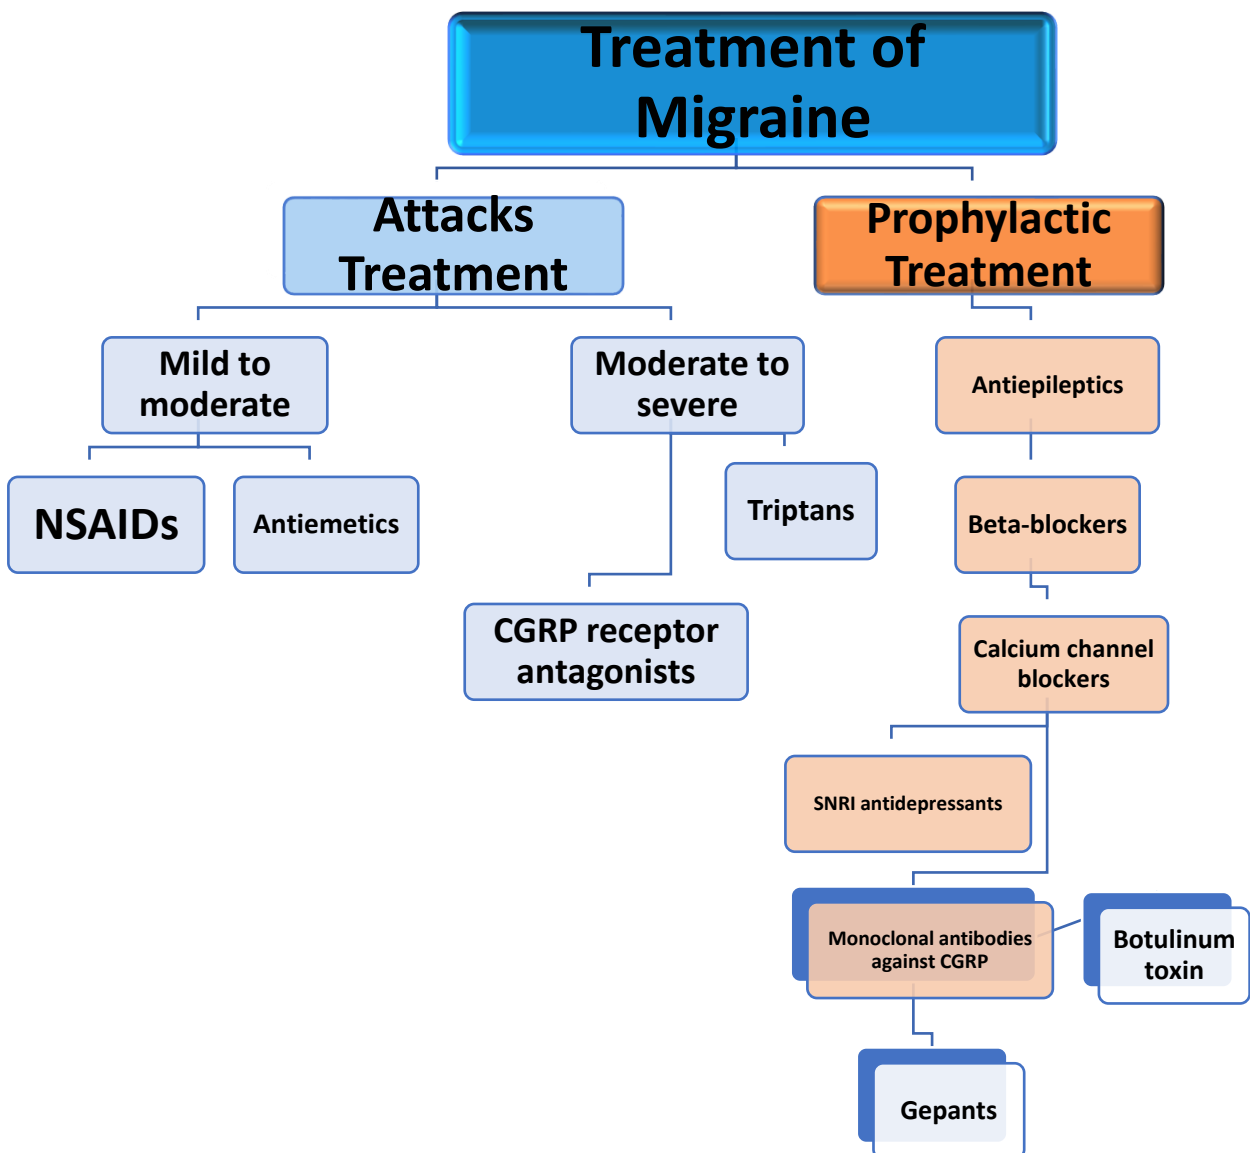 Treatment of
Migraine
Attacks
Treatment
Prophylactic
Treatment
Mild to
moderate
Moderate to
severe
Antiepileptics
NSAIDs
Antiemetics
Triptans
Beta-blockers
CGRP receptor
antagonists
Calcium channel
blockers
SNRI antidepressants
Monoclonal antibodies
against CGRP
Botulinum
toxin
Gepants